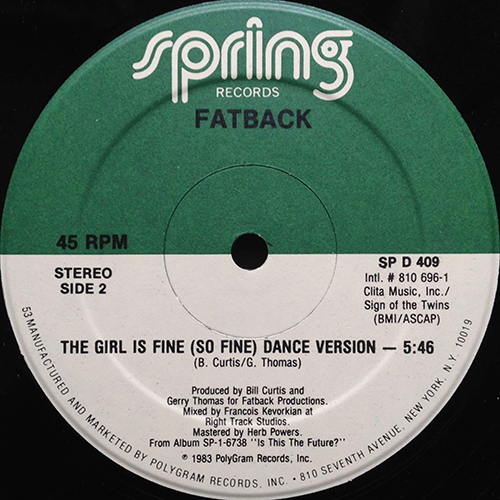 spring
RECORDS
FATBACK
45 RPM
STEREO
SIDE 2
SP D 409
Intl. # 810 696-1
Clita Music, Inc./
Sign of the Twins
(BMI/ASCAP)
THE GIRL IS FINE (SO FINE) DANCE VERSION — 5:46
(B. Curtis/G. Thomas)
Produced by Bill Curtis and
Gerry Thomas for Fatback Productions.
Mixed by Francois Kevorkian at
Right Track Studios.
Mastered by Herb Powers.
From Album SP-1-6738 "Is This The Future?"
℗ 1983 PolyGram Records, Inc.
53 MANUFACTURED AND MARKETED BY POLYGRAM RECORDS, INC. • 810 SEVENTH AVENUE, NEW YORK, N.Y. 10019